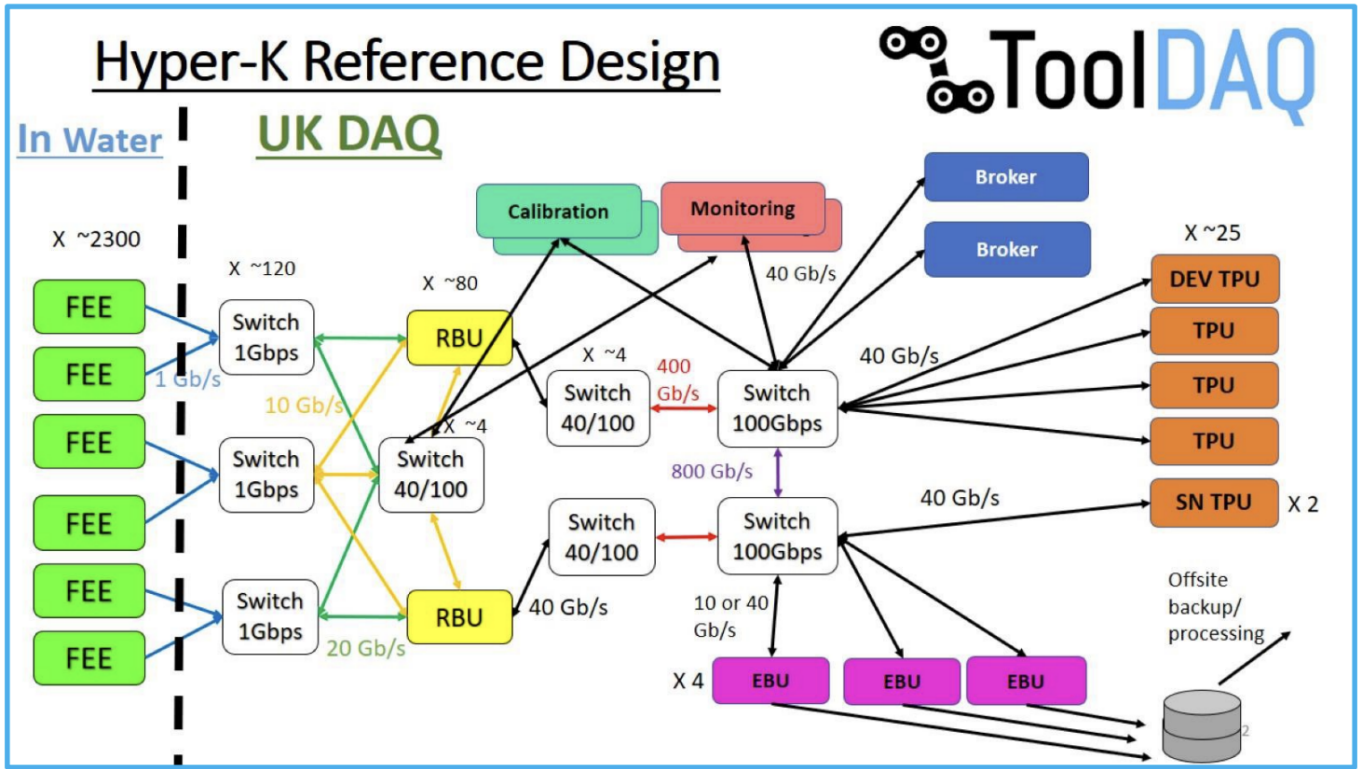 Hyper-K Reference Design
ToolDAQ
In Water
UK DAQ
X ~2300
FEE
FEE
FEE
FEE
FEE
FEE
1 Gb/s
X ~120
Switch
1Gbps
Switch
1Gbps
Switch
1Gbps
10 Gb/s
20 Gb/s
X ~80
RBU
RBU
X ~4
Switch
40/100
Calibration
Monitoring
40 Gb/s
Broker
Broker
X ~4
Switch
40/100
400
Gb/s
Switch
100Gbps
800 Gb/s
Switch
40/100
40 Gb/s
Switch
100Gbps
40 Gb/s
X ~25
DEV TPU
TPU
TPU
TPU
40 Gb/s
SN TPU
X 2
10 or 40
Gb/s
X 4
EBU
EBU
EBU
Offsite
backup/
processing
2